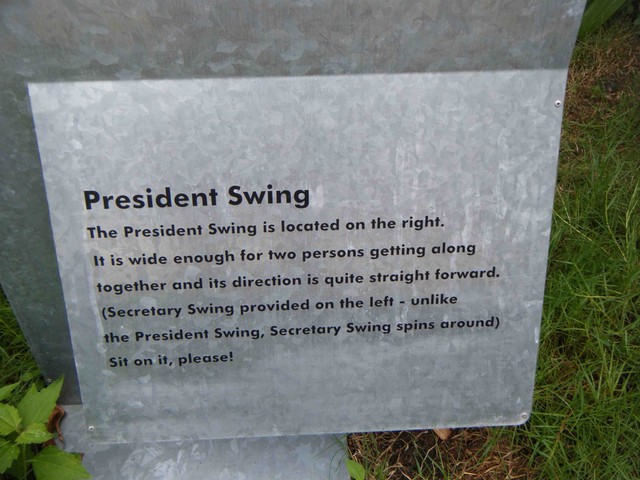 President Swing
The President Swing is located on the right.
It is wide enough for two persons getting along
together and its direction is quite straight forward.
(Secretary Swing provided on the left - unlike
the President Swing, Secretary Swing spins around)
Sit on it, please!